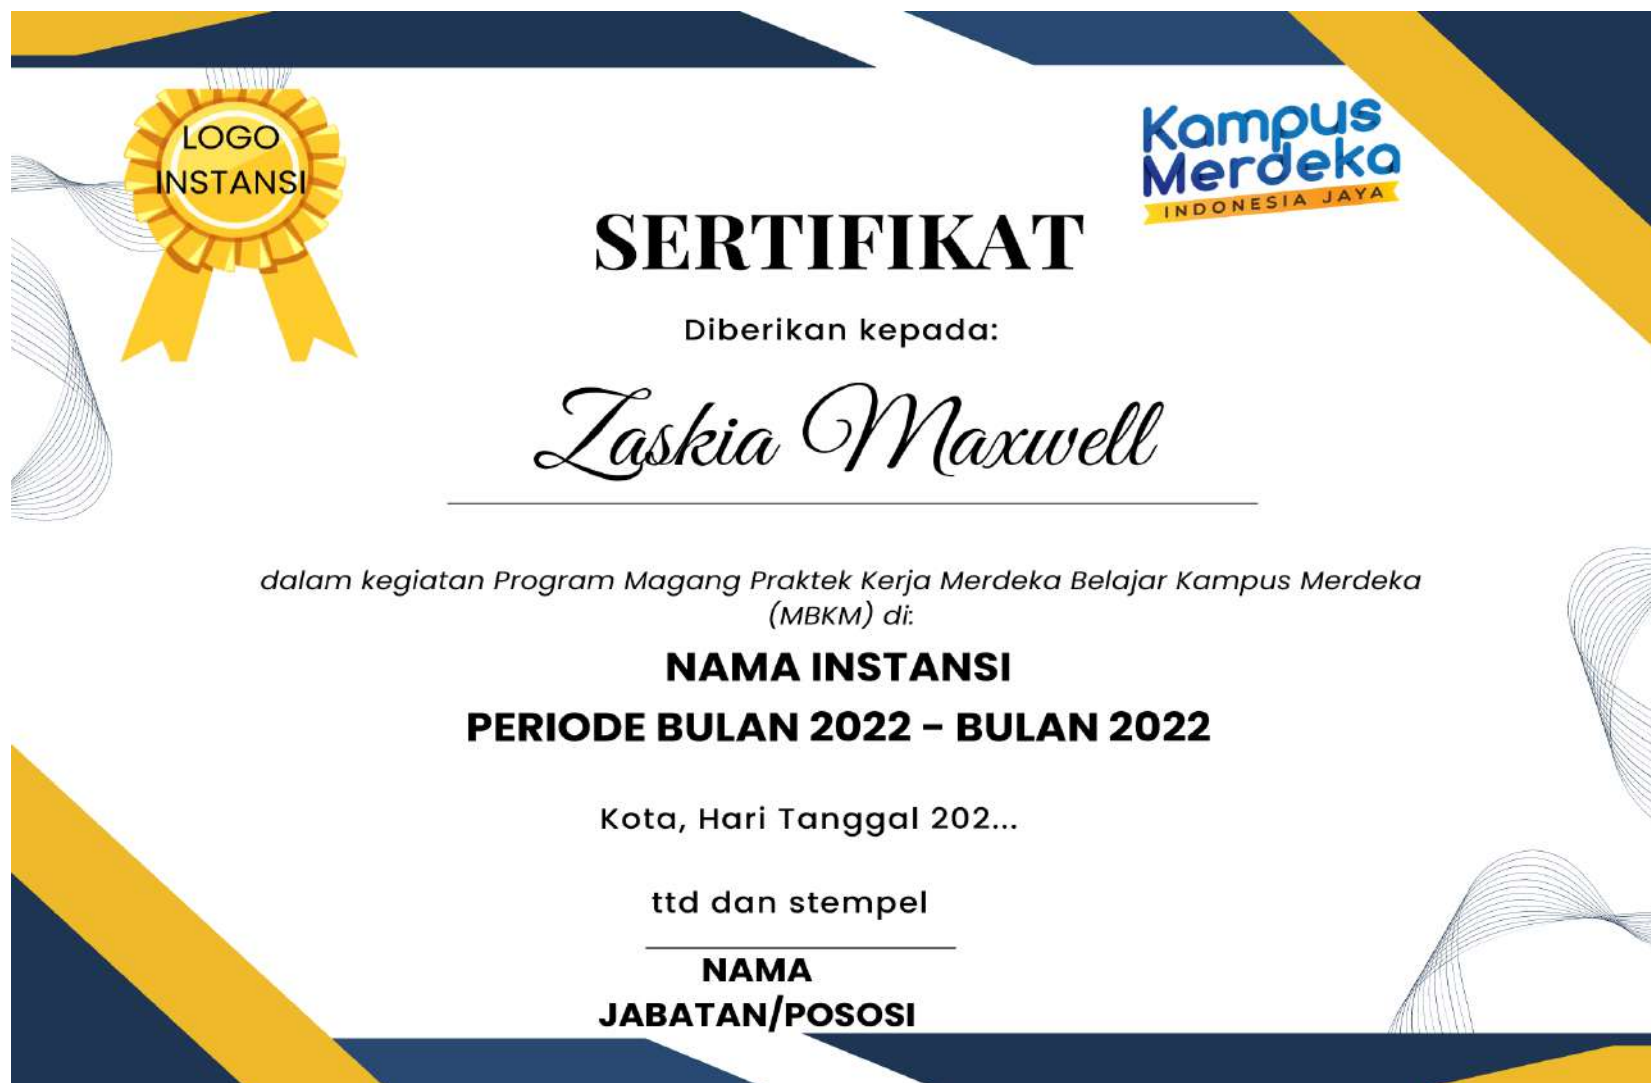 LOGO
INSTANSI
Kampus
Merdeka
INDONESIA JAYA
SERTIFIKAT
Diberikan kepada:
Zaskia Maxwell
dalam kegiatan Program Magang Praktek Kerja Merdeka Belajar Kampus Merdeka
(MBKM) di:
NAMA INSTANSI
PERIODE BULAN 2022 - BULAN 2022
Kota, Hari Tanggal 202...
ttd dan stempel
NAMA
JABATAN/POSOSI